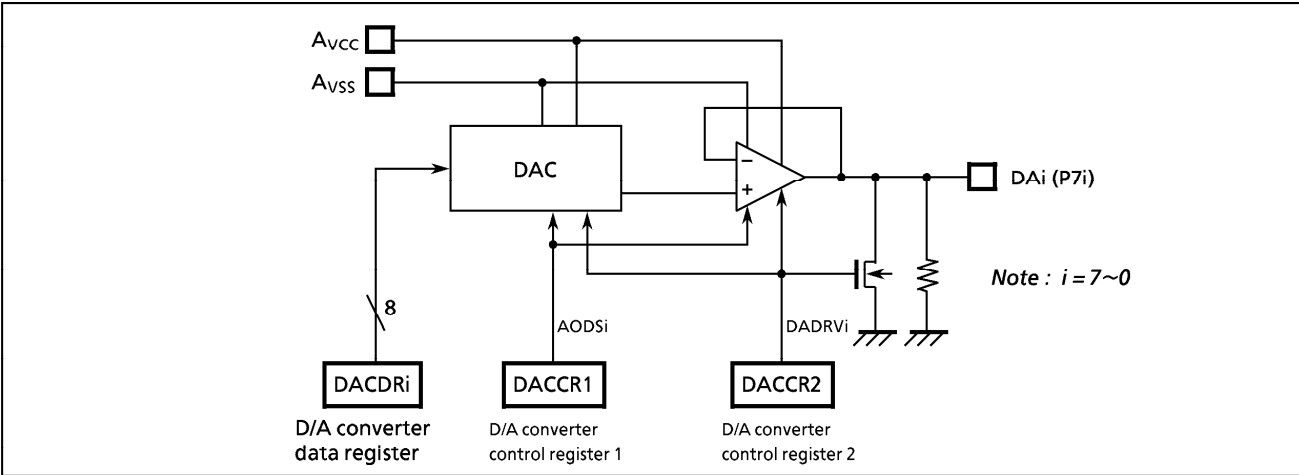 AVCC
AVSS
DAC
−
+
DAi (P7i)
Note : i = 7~0
8
AODSi
DADRVi
DACDRi
DACCR1
DACCR2
D/A converter
data register
D/A converter
control register 1
D/A converter
control register 2